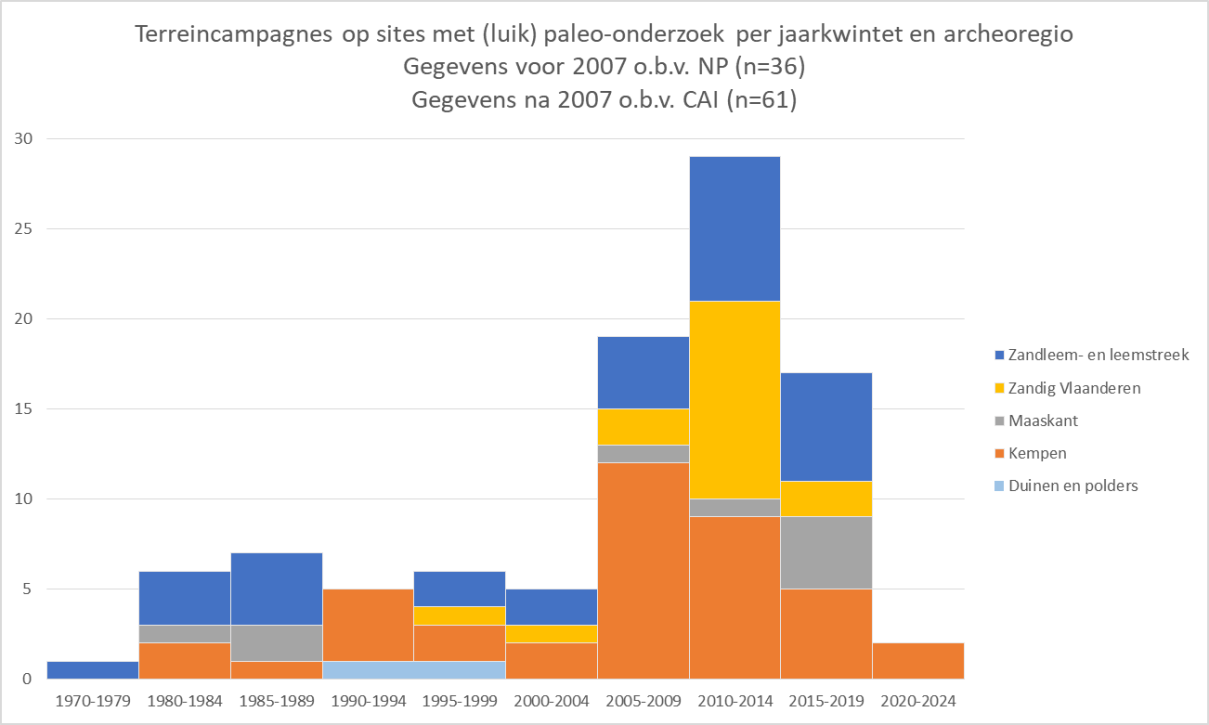 Terreincampagnes op sites met (luik) paleo-onderzoek per jaarkwintet en archeoregio
Gegevens voor 2007 o.b.v. NP (n=36)
Gegevens na 2007 o.b.v. CAI (n=61)
30
25
20
15
10
5
0
1970-1979 1980-1984 1985-1989 1990-1994 1995-1999 2000-2004 2005-2009 2010-2014 2015-2019 2020-2024
Zandleem- en leemstreek
Zandig Vlaanderen
Maaskant
Kempen
Duinen en polders